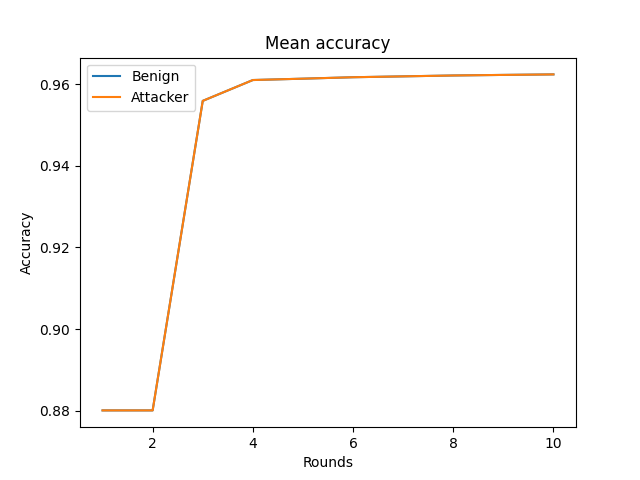 Mean accuracy
Benign
Attacker
Accuracy
0.96
0.94
0.92
0.90
0.88
2 4 6 8 10
Rounds